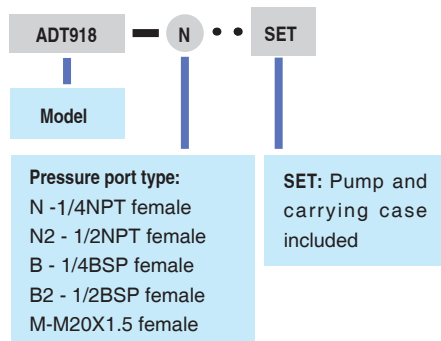 ADT918 — N •• SET
Model
Pressure port type:
N -1/4NPT female
N2 - 1/2NPT female
B - 1/4BSP female
B2 - 1/2BSP female
M-M20X1.5 female
SET: Pump and
carrying case
included